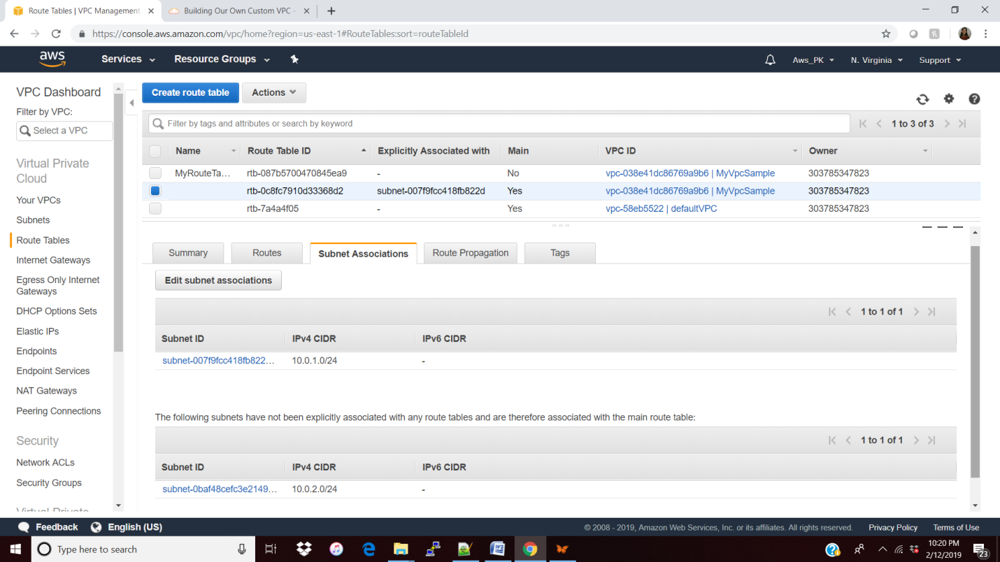 Route Tables | VPC Management
Building Our Own Custom VPC -
https://console.aws.amazon.com/vpc/home?region=us-east-1#RouteTables:sort=routeTableId
aws
Services
Resource Groups
Aws_PK
N. Virginia
Support
VPC Dashboard
Filter by VPC:
Select a VPC
Virtual Private
Cloud
Your VPCs
Subnets
Route Tables
Internet Gateways
Egress Only Internet
Gateways
DHCP Options Sets
Elastic IPs
Endpoints
Endpoint Services
NAT Gateways
Peering Connections
Security
Network ACLs
Security Groups
Virtual Private
Create route table
Actions
Filter by tags and attributes or search by keyword
1 to 3 of 3
Name Route Table ID Explicitly Associated with Main VPC ID Owner
MyRouteTa... rtb-087b5700470845ea9 - No vpc-038e41dc86769a9b6 | MyVpcSample 303785347823
rtb-0c8fc7910d33368d2 subnet-007f9fcc418fb822d Yes vpc-038e41dc86769a9b6 | MyVpcSample 303785347823
rtb-7a4a4f05 - Yes vpc-58eb5522 | defaultVPC 303785347823
Summary Routes Subnet Associations Route Propagation Tags
Edit subnet associations
1 to 1 of 1
Subnet ID IPv4 CIDR IPv6 CIDR
subnet-007f9fcc418fb822... 10.0.1.0/24 -
The following subnets have not been explicitly associated with any route tables and are therefore associated with the main route table:
1 to 1 of 1
Subnet ID IPv4 CIDR IPv6 CIDR
subnet-0baf48cefc3e2149... 10.0.2.0/24 -
Feedback
English (US)
© 2008 - 2019, Amazon Web Services, Inc. or its affiliates. All rights reserved.
Privacy Policy
Terms of Use
Type here to search
10:20 PM
2/12/2019
23